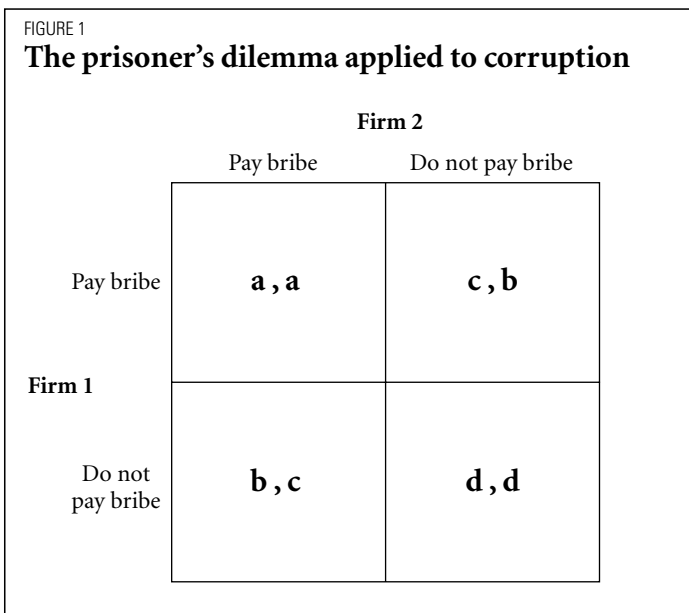 FIGURE 1
The prisoner's dilemma applied to corruption
Firm 2
Pay bribe Do not pay bribe
Pay bribe a , a c , b
Firm 1
Do not
pay bribe b , c d , d